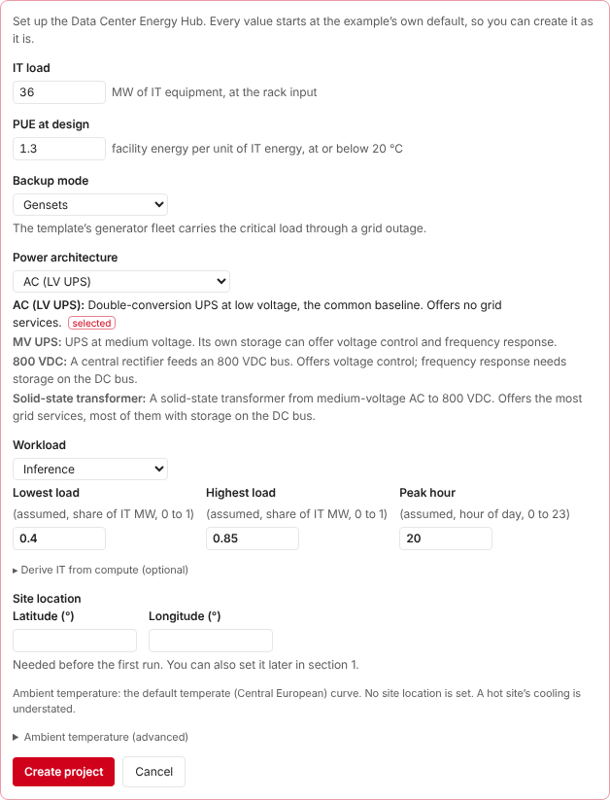 Set up the Data Center Energy Hub. Every value starts at the example's own default, so you can create it as
it is.
IT load
36 MW of IT equipment, at the rack input
PUE at design
1.3 facility energy per unit of IT energy, at or below 20 °C
Backup mode
Gensets
The template's generator fleet carries the critical load through a grid outage.
Power architecture
AC (LV UPS)
AC (LV UPS): Double-conversion UPS at low voltage, the common baseline. Offers no grid
services. selected
MV UPS: UPS at medium voltage. Its own storage can offer voltage control and frequency response.
800 VDC: A central rectifier feeds an 800 VDC bus. Offers voltage control; frequency response needs
storage on the DC bus.
Solid-state transformer: A solid-state transformer from medium-voltage AC to 800 VDC. Offers the most
grid services, most of them with storage on the DC bus.
Workload
Inference
Lowest load Highest load Peak hour
(assumed, share of IT MW, 0 to 1) (assumed, share of IT MW, 0 to 1) (assumed, hour of day, 0 to 23)
0.4 0.85 20
▸ Derive IT from compute (optional)
Site location
Latitude (°) Longitude (°)
Needed before the first run. You can also set it later in section 1.
Ambient temperature: the default temperate (Central European) curve. No site location is set. A hot site's cooling is
understated.
▸ Ambient temperature (advanced)
Create project Cancel